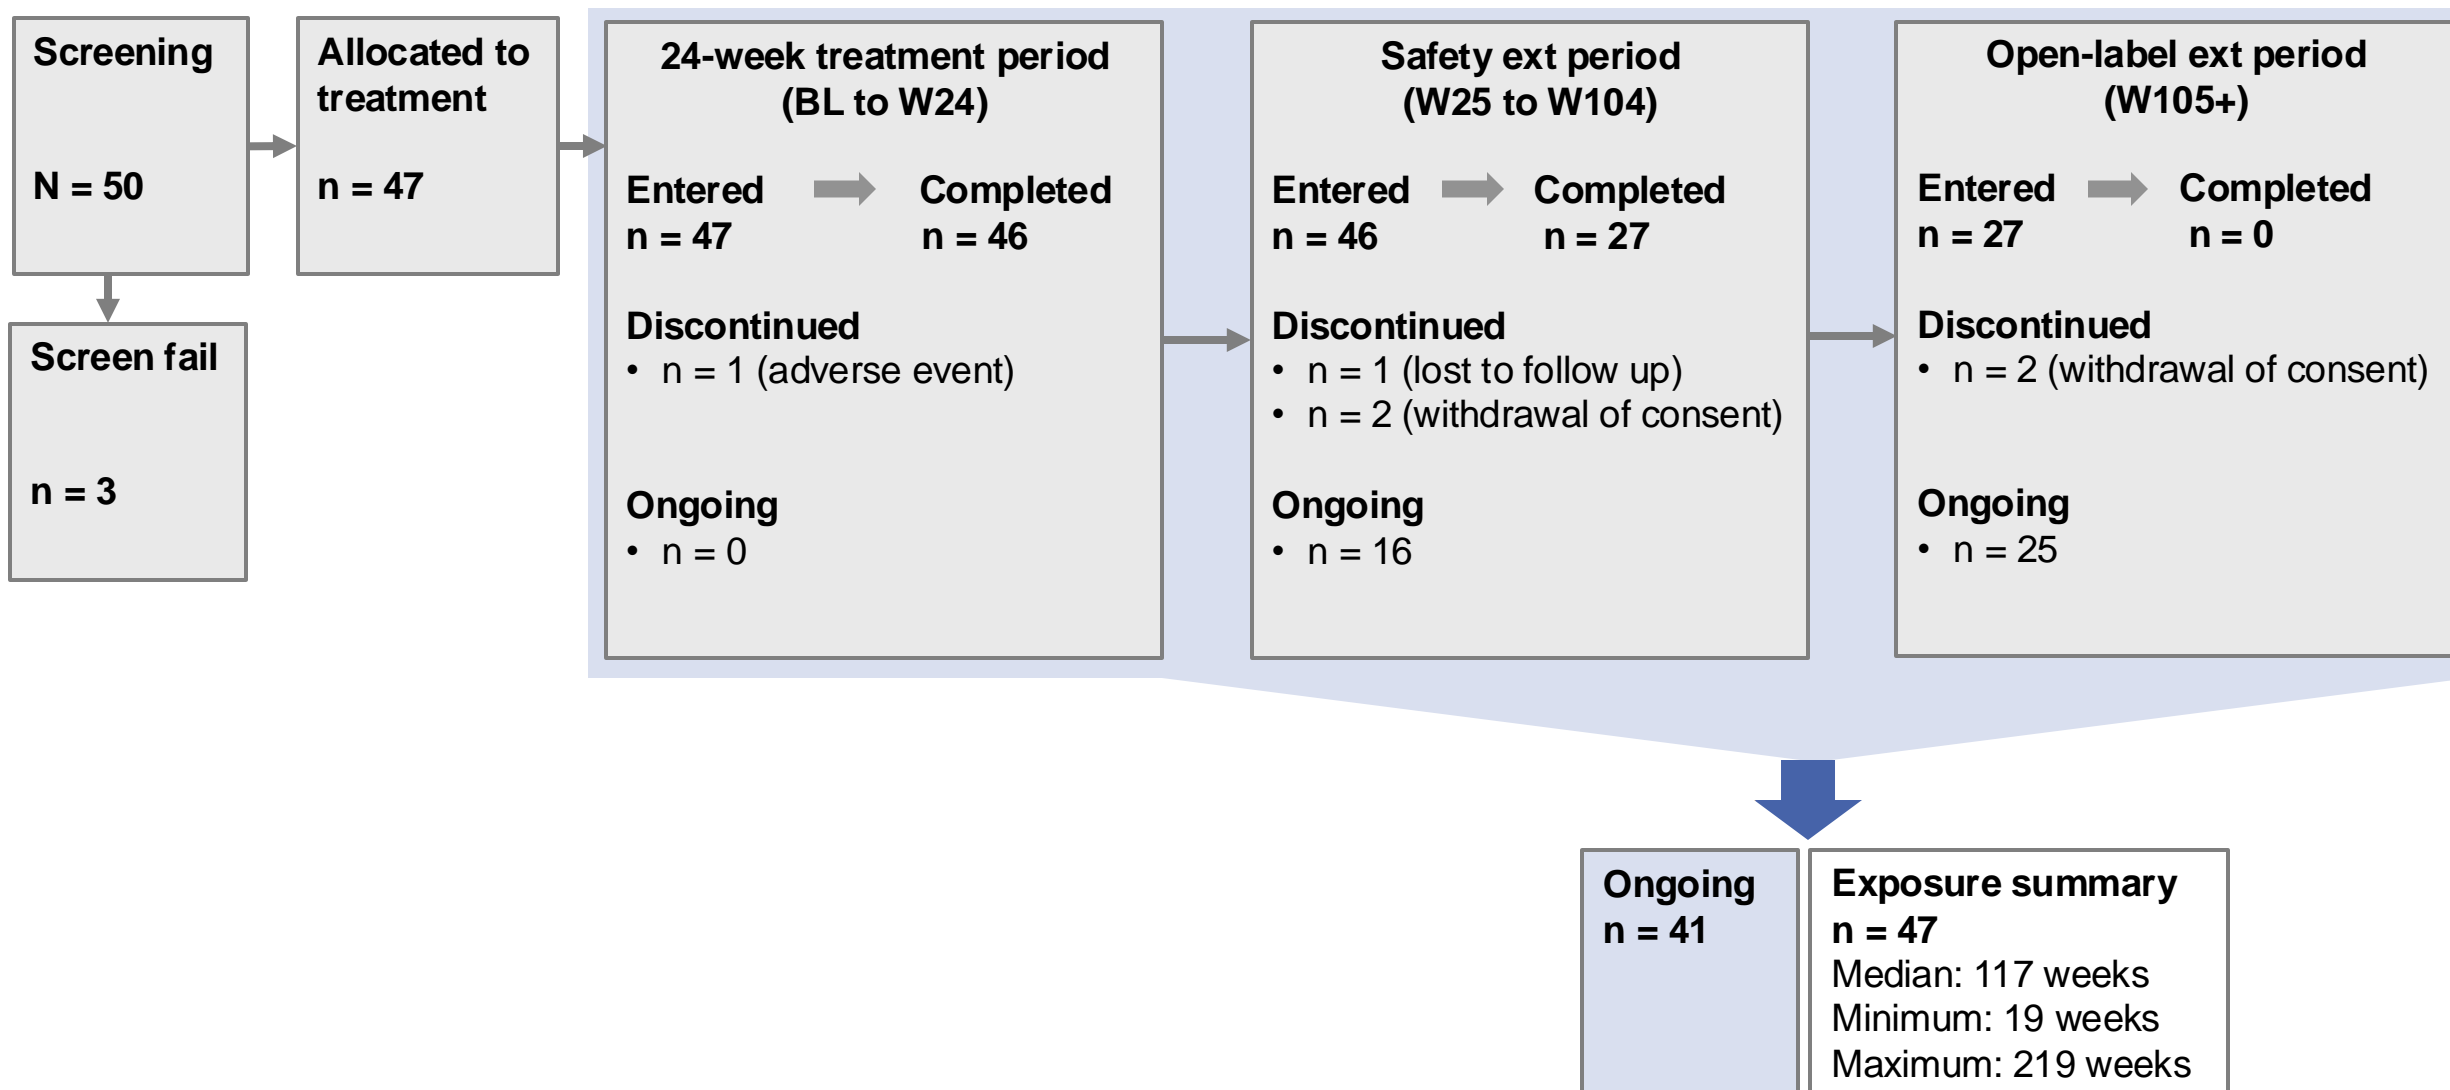 Screening
N = 50
Screen fail
n = 3
Allocated to
treatment
n = 47
24-week treatment period
(BL to W24)
Entered Completed
n = 47 n = 46
Discontinued
• n = 1 (adverse event)
Ongoing
• n = 0
Safety ext period
(W25 to W104)
Entered Completed
n = 46 n = 27
Discontinued
• n = 1 (lost to follow up)
• n = 2 (withdrawal of consent)
Ongoing
• n = 16
Open-label ext period
(W105+)
Entered Completed
n = 27 n = 0
Discontinued
• n = 2 (withdrawal of consent)
Ongoing
• n = 25
Ongoing
n = 41
Exposure summary
n = 47
Median: 117 weeks
Minimum: 19 weeks
Maximum: 219 weeks